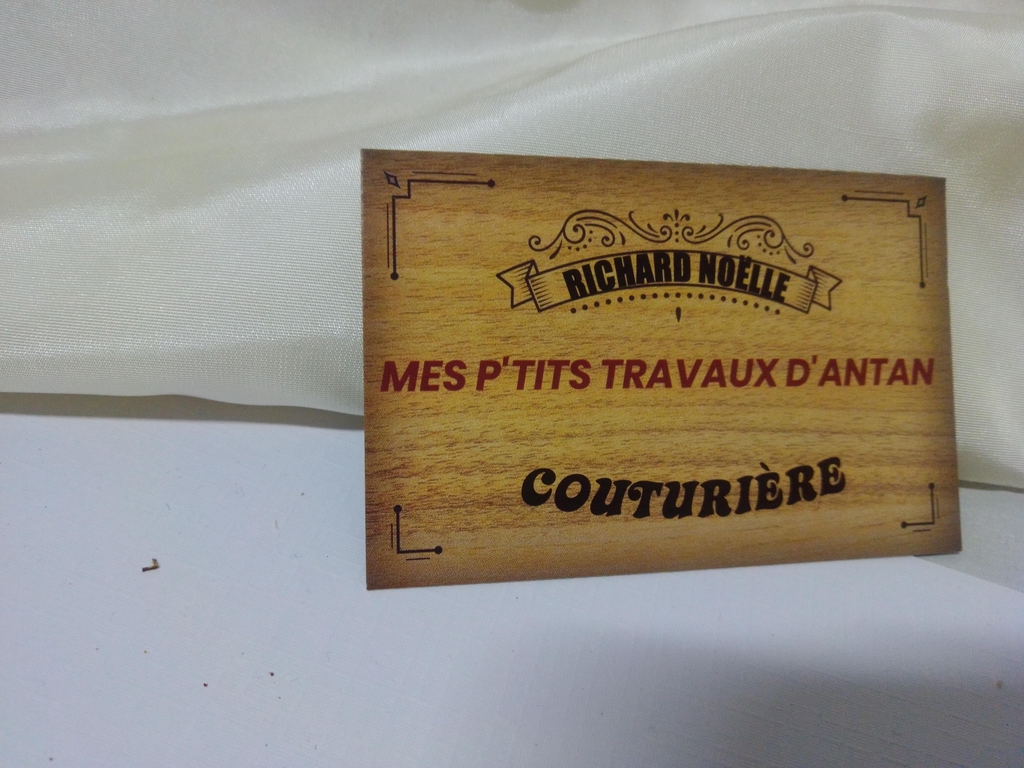 RICHARD NOËLLE
MES P'TITS TRAVAUX D'ANTAN
COUTURIÈRE